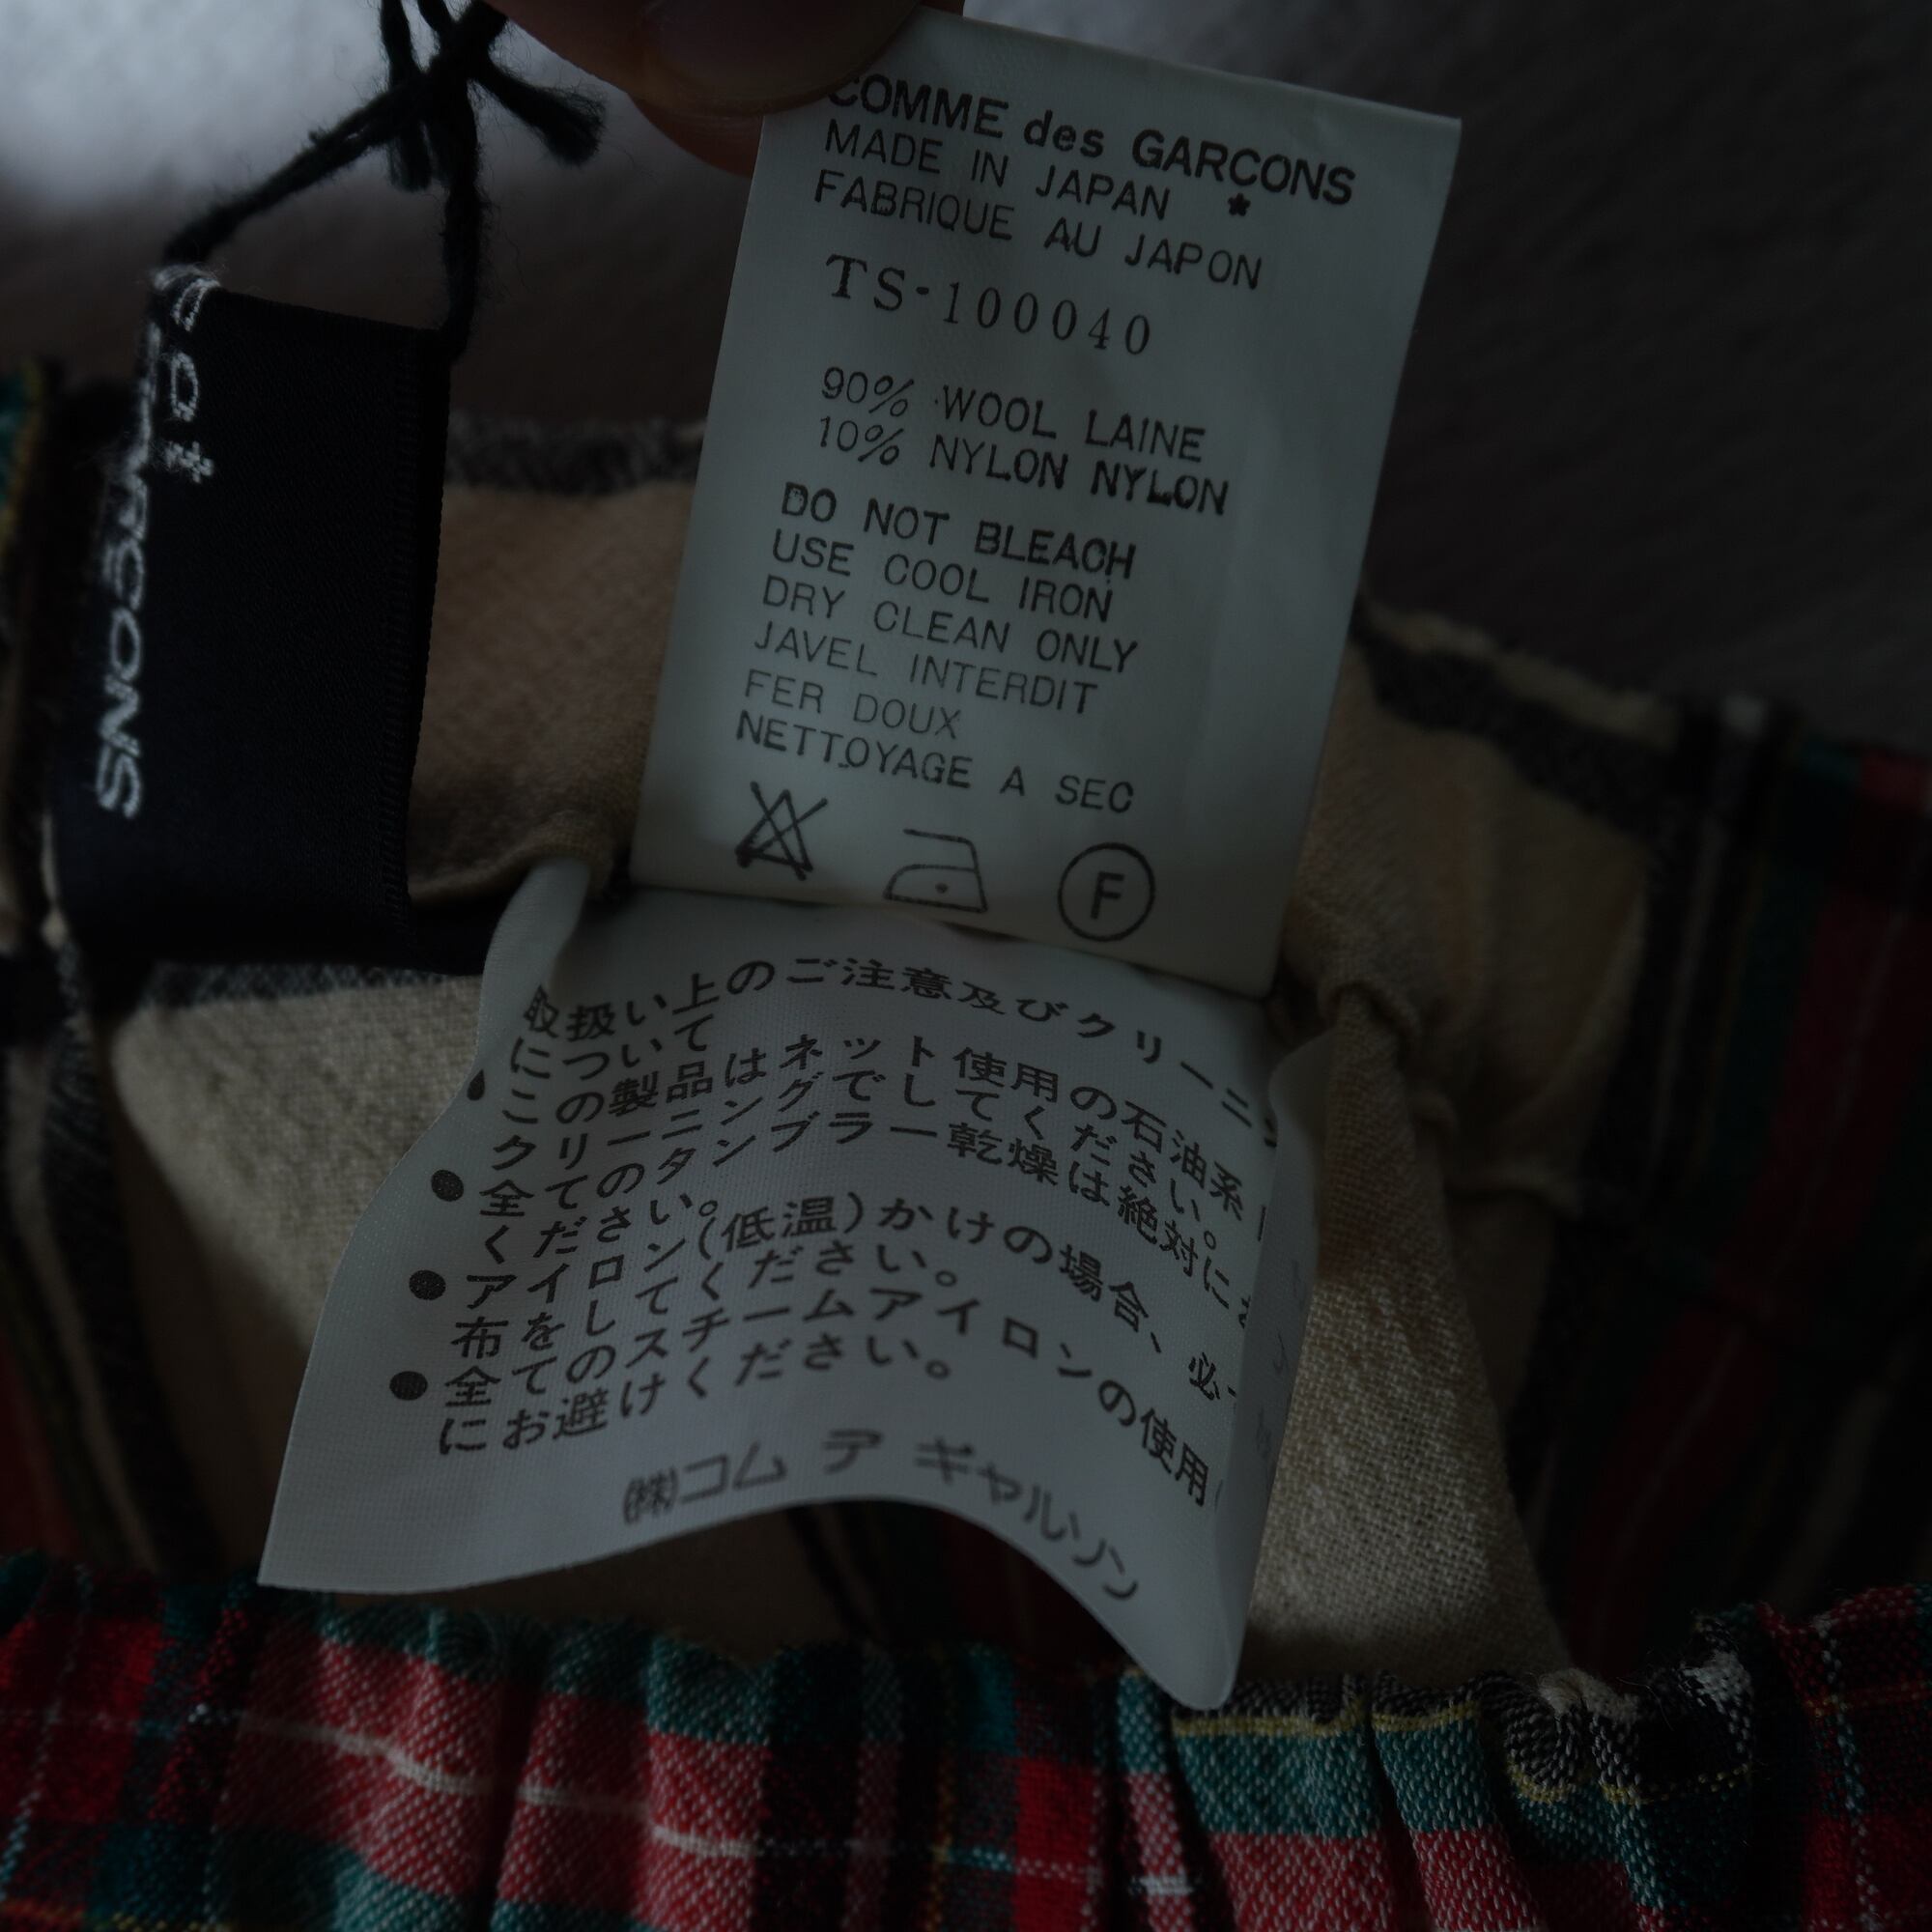 COMME des GARCONS
MADE IN JAPAN *
FABRIQUE AU JAPON
TS-100040
90% WOOL LAINE
10% NYLON NYLON
DO NOT BLEACH
USE COOL IRON
DRY CLEAN ONLY
JAVEL INTERDIT
FER DOUX
NETTOYAGE A SEC
F
取扱い上のご注意及びクリーニン
について
●この製品はネット使用の石油系
クリーニングでしてください。
●全てのタンブラー乾燥は絶対に
ください。
●アイロン(低温)かけの場合、必
布をしてください。
●全てのスチームアイロンの使用
にお避けください。
㈱コム デ ギャルソン